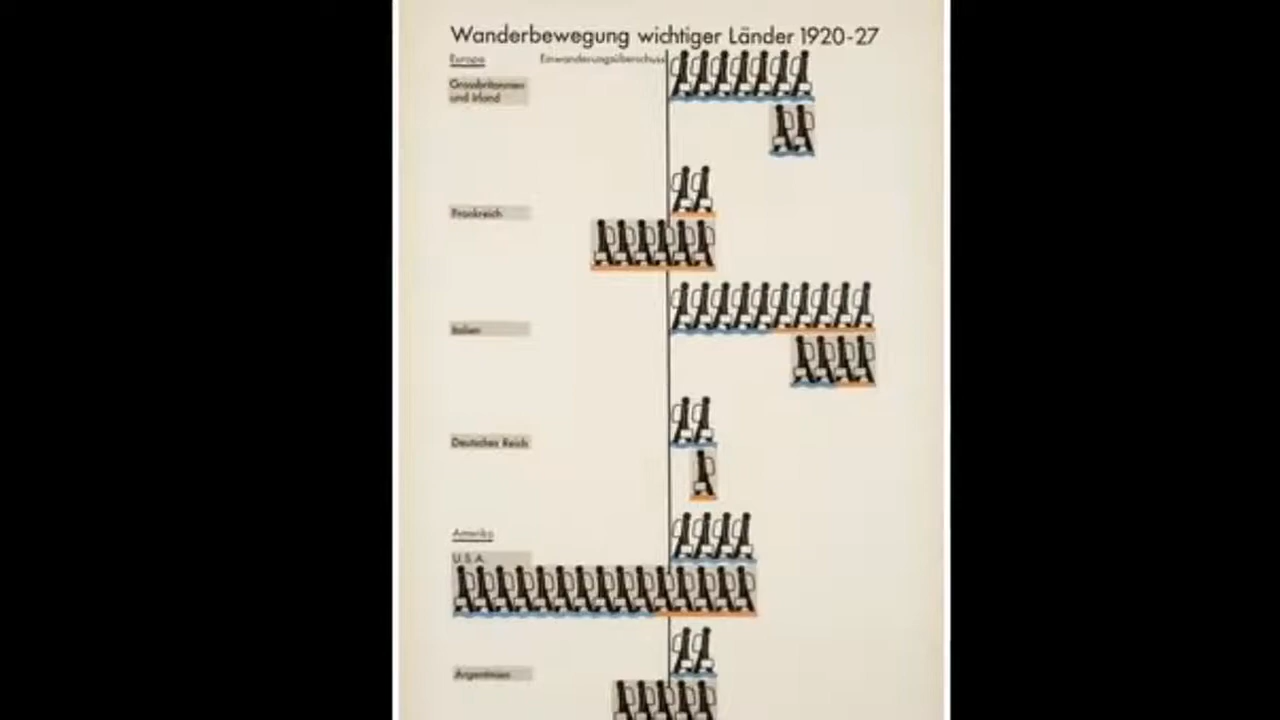 Wanderbewegung wichtiger Länder 1920-27
Europa
Einwanderungsüberschuss
Grossbritannien
und Irland
Frankreich
Italien
Deutsches Reich
Amerika
U.S.A.
Argentinien